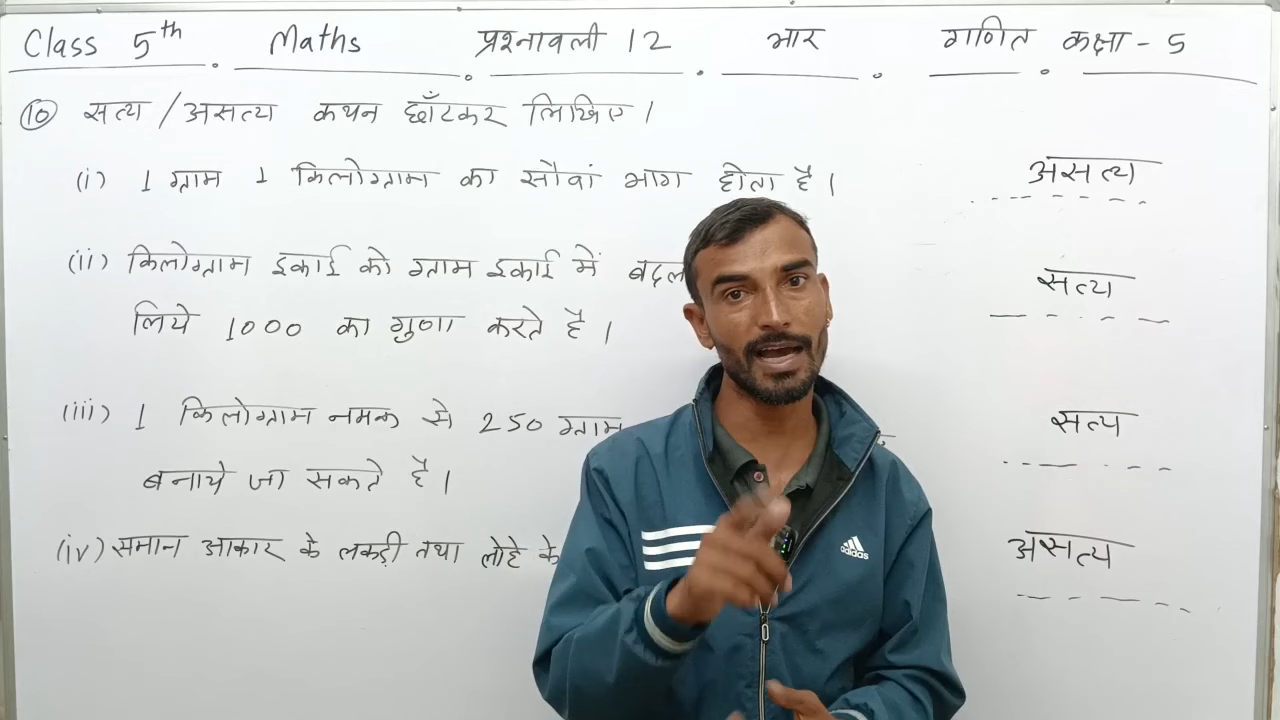 Class 5th Maths प्रश्नावली 12 भार गणित कक्षा - 5
(10) सत्य / असत्य कथन छाँटकर लिखिए।
(i) 1 ग्राम 1 किलोग्राम का सौवां भाग होता है। असत्य
(ii) किलोग्राम इकाई को ग्राम इकाई में बदल सत्य
लिये 1000 का गुणा करते है।
(iii) 1 किलोग्राम नमक से 250 ग्राम सत्य
बनाये जा सकते है।
(iv) समान आकार के लकड़ी तथा लोहे के असत्य
adidas